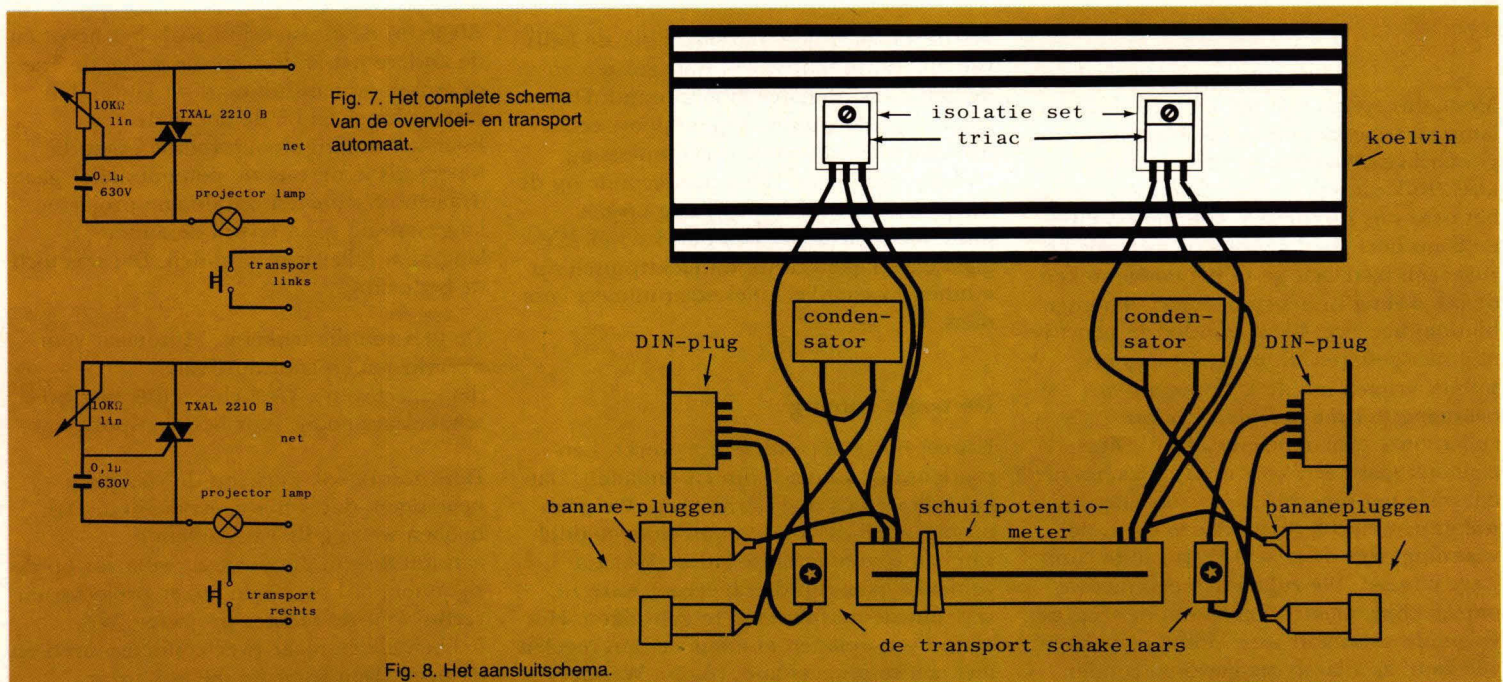 10KΩ
lin
TXAL 2210 B
net
0,1µ
630V
projector lamp
transport
links
10KΩ
lin
TXAL 2210 B
net
0,1µ
630V
projector lamp
transport
rechts
Fig. 7. Het complete schema
van de overvloei- en transport
automaat.
isolatie set
triac
koelvin
conden-
sator
conden-
sator
DIN-plug
DIN-plug
banane-pluggen
schuifpotentio-
meter
bananepluggen
de transport schakelaars
Fig. 8. Het aansluitschema.